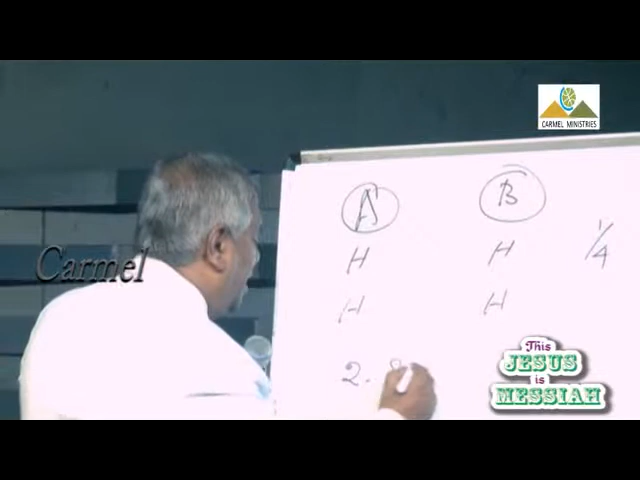 CARMEL MINISTRIES
A B
H H 1/4
Carmel
H H
2.
This
JESUS
is
MESSIAH